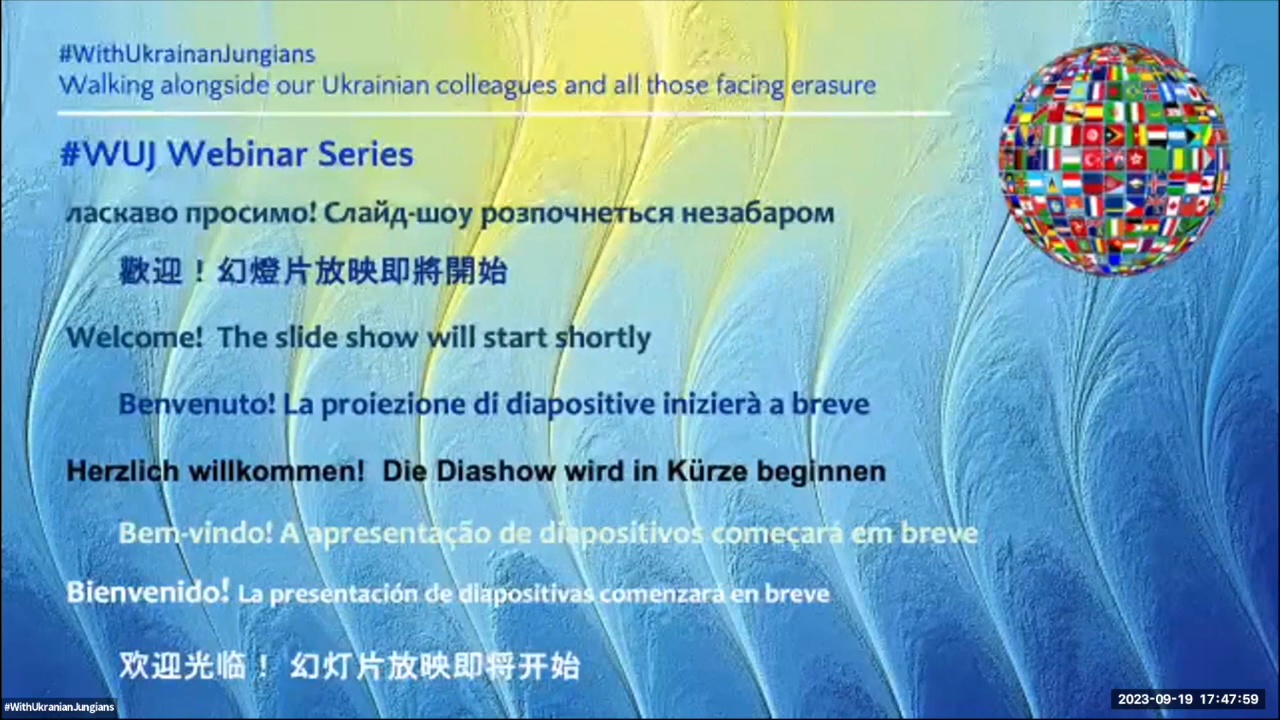 #WithUkrainanJungians
Walking alongside our Ukrainian colleagues and all those facing erasure
#WUJ Webinar Series
ласкаво просимо! Слайд-шоу розпочнеться незабаром
歡迎！幻燈片放映即將開始
Welcome! The slide show will start shortly
Benvenuto! La proiezione di diapositive inizierà a breve
Herzlich willkommen! Die Diashow wird in Kürze beginnen
Bem-vindo! A apresentação de diapositivos começará em breve
Bienvenido! La presentación de diapositivas comenzará en breve
欢迎光临！ 幻灯片放映即将开始
#WithUkranianJungians
2023-09-19 17:47:59